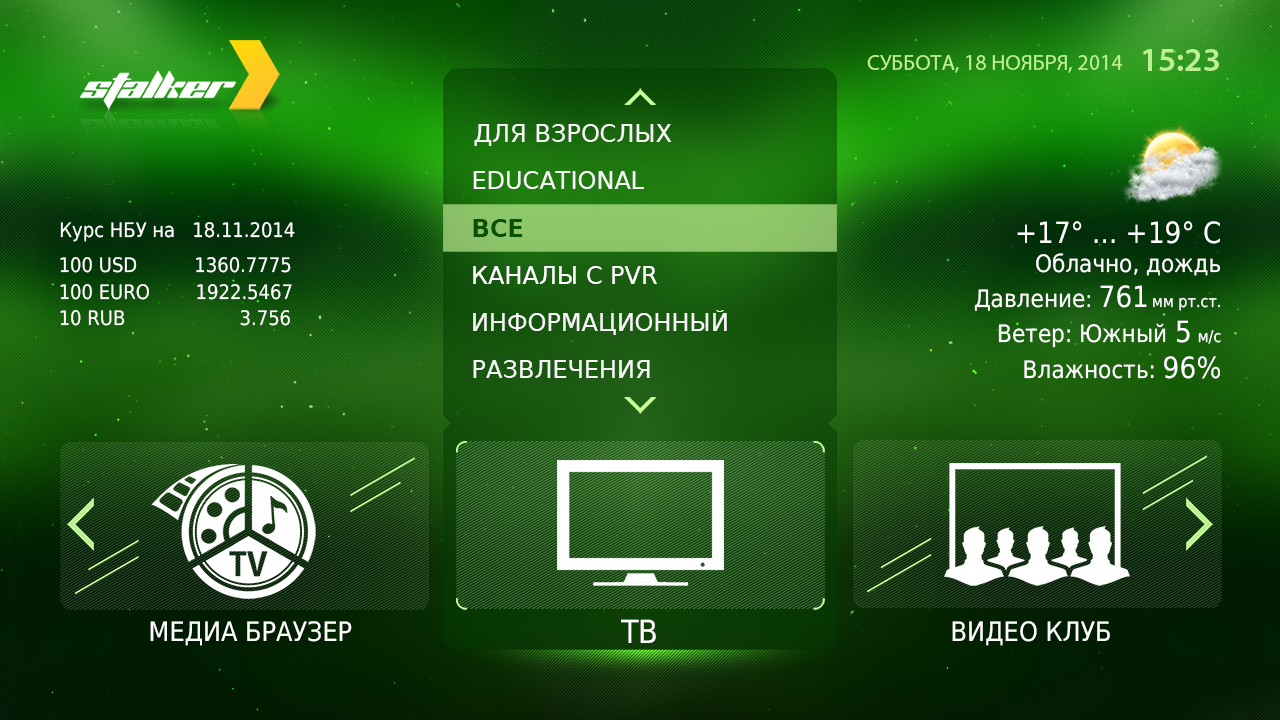 stalker
СУББОТА, 18 НОЯБРЯ, 2014 15:23
ДЛЯ ВЗРОСЛЫХ
EDUCATIONAL
ВСЕ
КАНАЛЫ С PVR
ИНФОРМАЦИОННЫЙ
РАЗВЛЕЧЕНИЯ
Курс НБУ на 18.11.2014
100 USD 1360.7775
100 EURO 1922.5467
10 RUB 3.756
+17° ... +19° C
Облачно, дождь
Давление: 761 мм рт.ст.
Ветер: Южный 5 м/с
Влажность: 96%
TV
МЕДИА БРАУЗЕР
ТВ
ВИДЕО КЛУБ